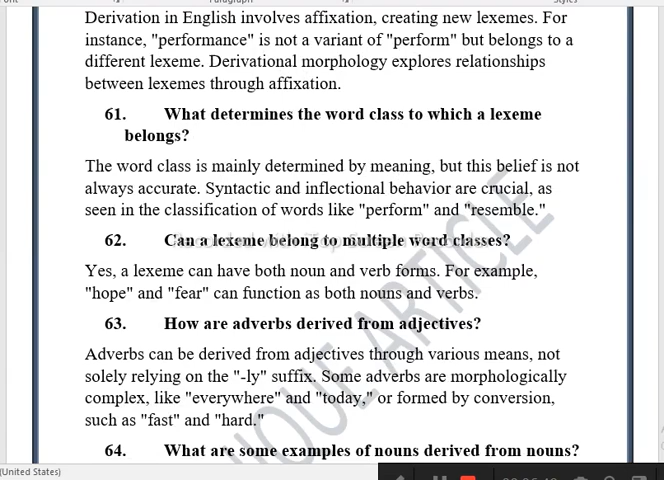 Paragraph
Styles
Derivation in English involves affixation, creating new lexemes. For
instance, "performance" is not a variant of "perform" but belongs to a
different lexeme. Derivational morphology explores relationships
between lexemes through affixation.
61. What determines the word class to which a lexeme
belongs?
The word class is mainly determined by meaning, but this belief is not
always accurate. Syntactic and inflectional behavior are crucial, as
seen in the classification of words like "perform" and "resemble."
62. Can a lexeme belong to multiple word classes?
Yes, a lexeme can have both noun and verb forms. For example,
"hope" and "fear" can function as both nouns and verbs.
63. How are adverbs derived from adjectives?
Adverbs can be derived from adjectives through various means, not
solely relying on the "-ly" suffix. Some adverbs are morphologically
complex, like "everywhere" and "today," or formed by conversion,
such as "fast" and "hard."
64. What are some examples of nouns derived from nouns?
ARTICLE
(United States)